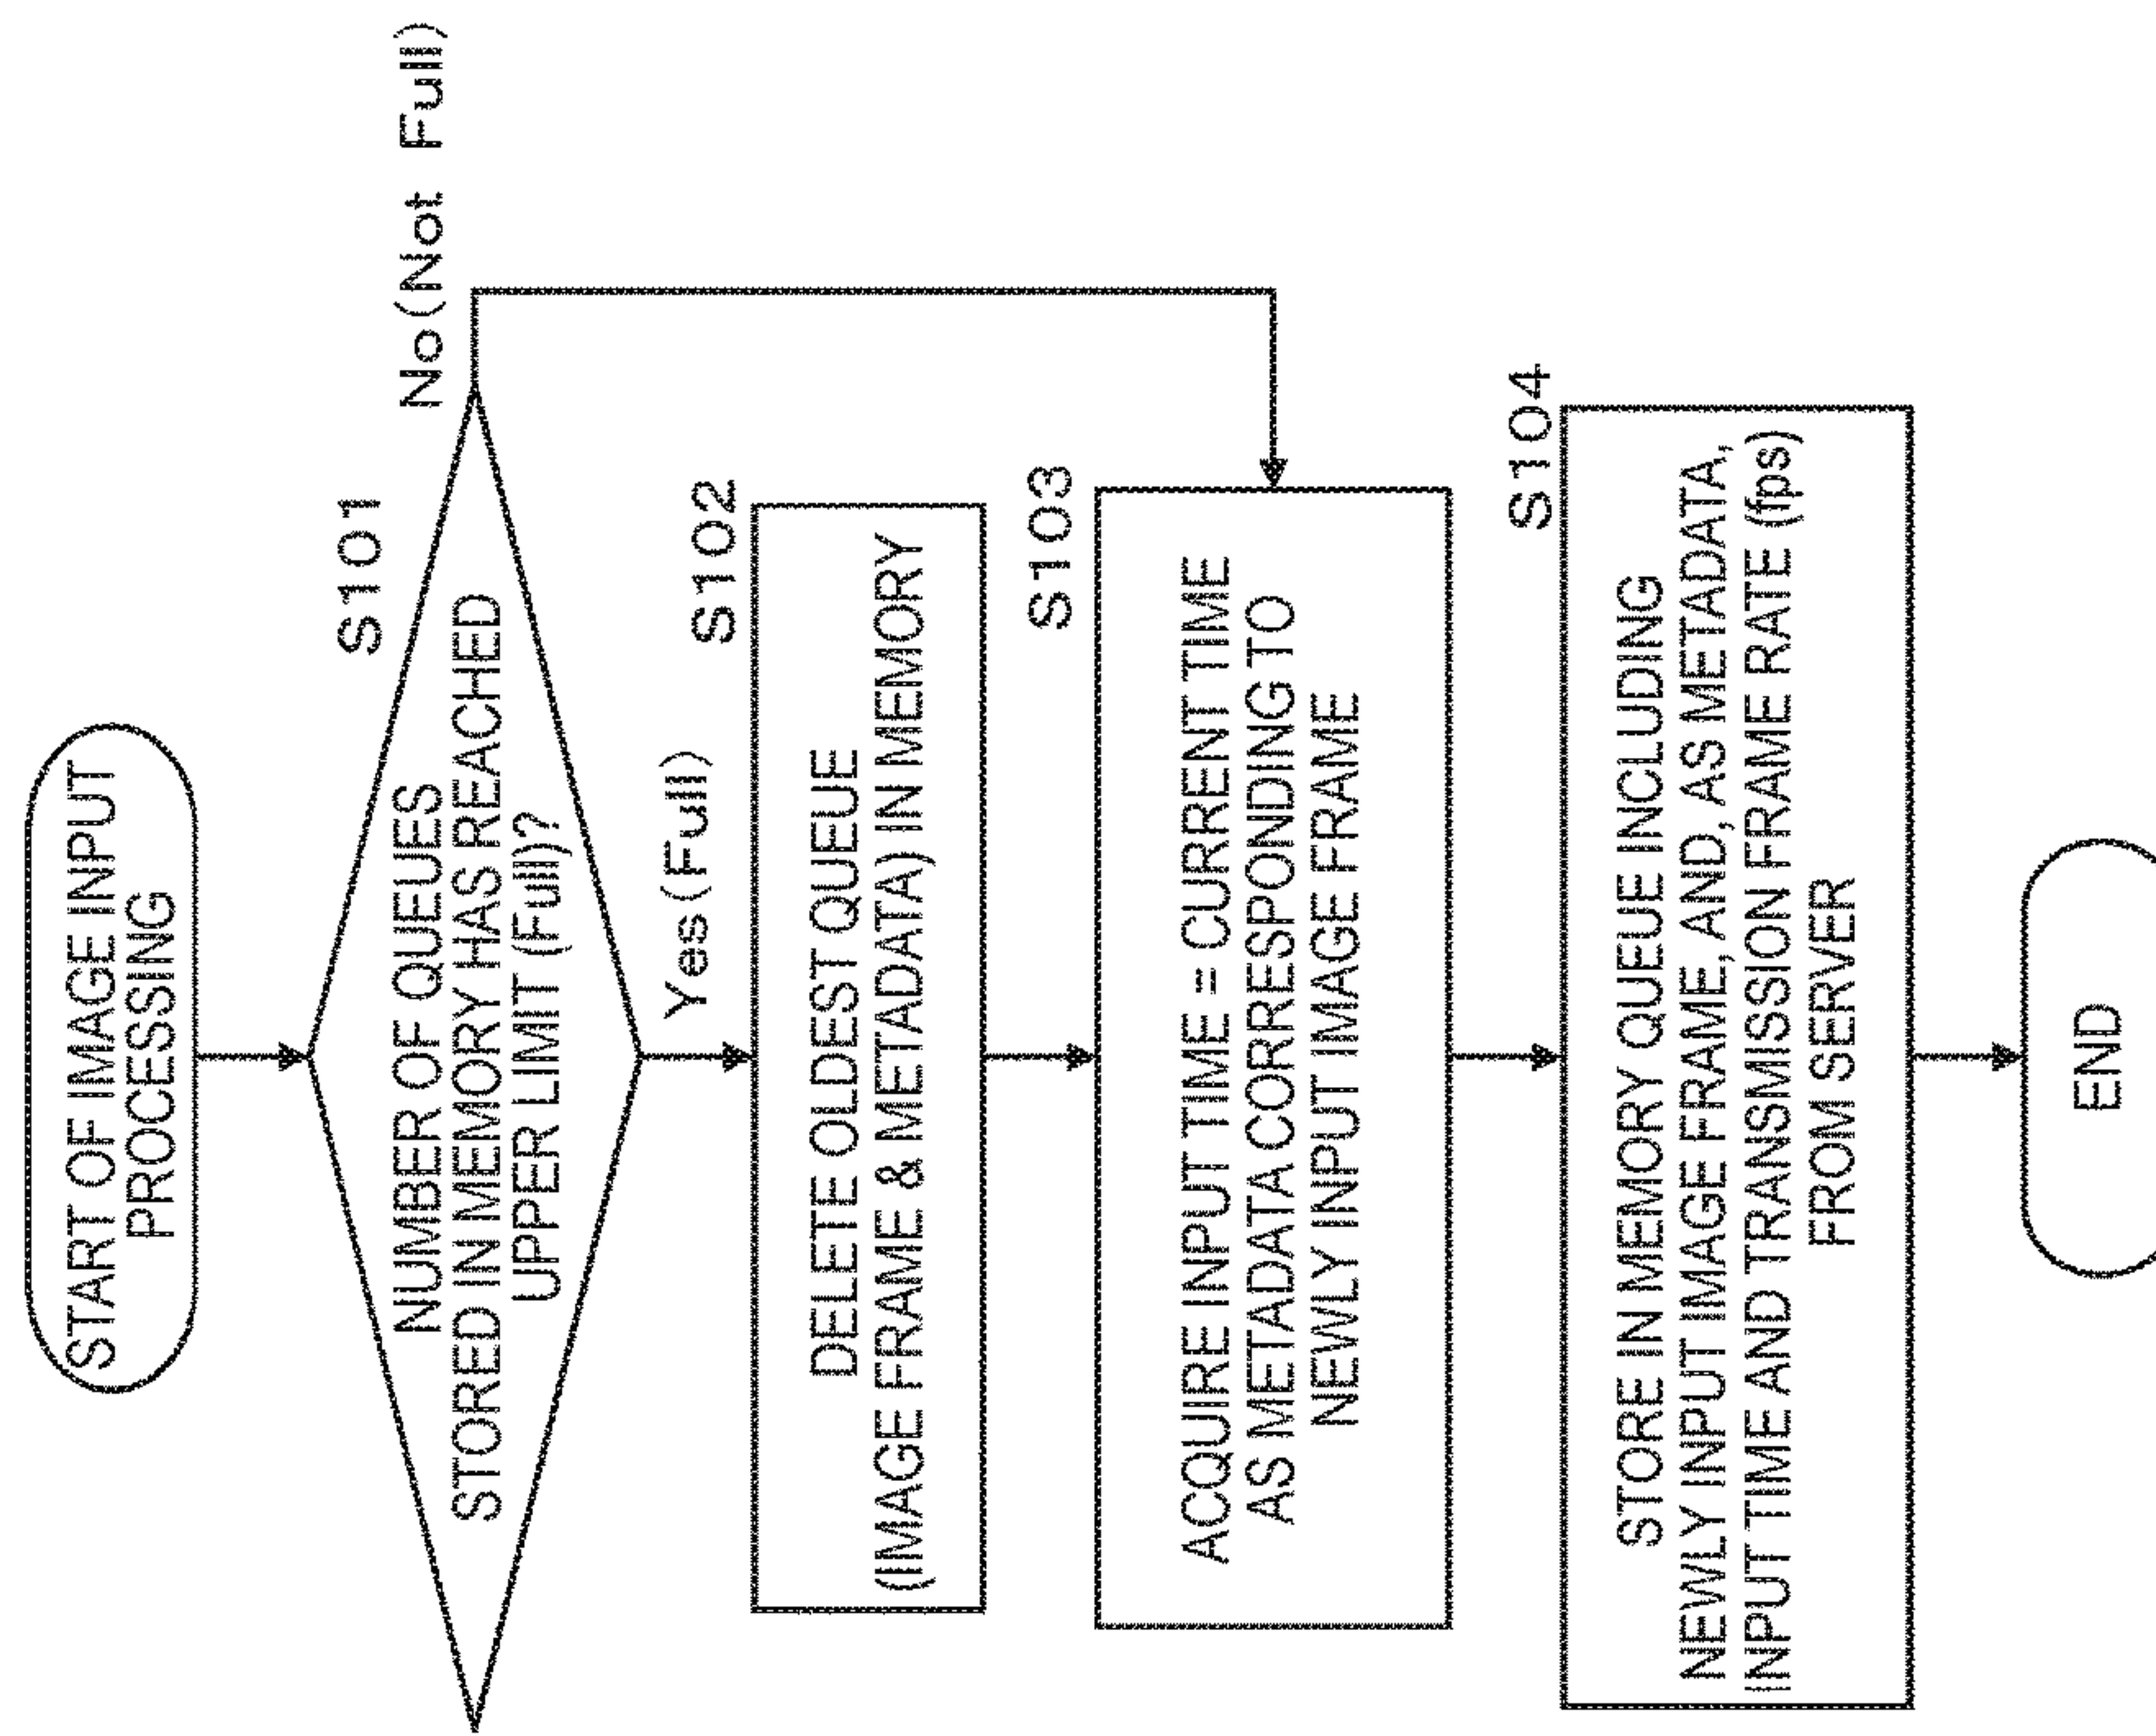 START OF IMAGE INPUT
PROCESSING
S101
NUMBER OF QUEUES
STORED IN MEMORY HAS REACHED
UPPER LIMIT (Full)?
No(Not Full)
Yes(Full)
S102
DELETE OLDEST QUEUE
(IMAGE FRAME & METADATA) IN MEMORY
S103
ACQUIRE INPUT TIME = CURRENT TIME
AS METADATA CORRESPONDING TO
NEWLY INPUT IMAGE FRAME
S104
STORE IN MEMORY QUEUE INCLUDING
NEWLY INPUT IMAGE FRAME, AND, AS METADATA,
INPUT TIME AND TRANSMISSION FRAME RATE (fps)
FROM SERVER
END